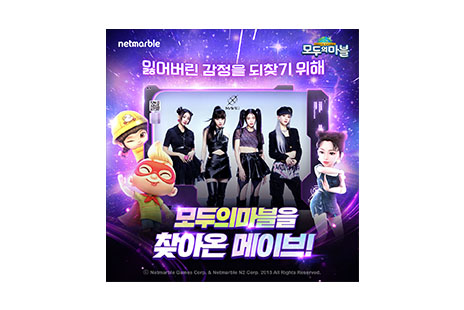 netmarble
모두의마블
잃어버린 감정을 되찾기 위해
모두의마블을
찾아온 메이브!
ⓒ Netmarble Games Corp. & Netmarble N2 Corp. 2013 All Rights Reserved.